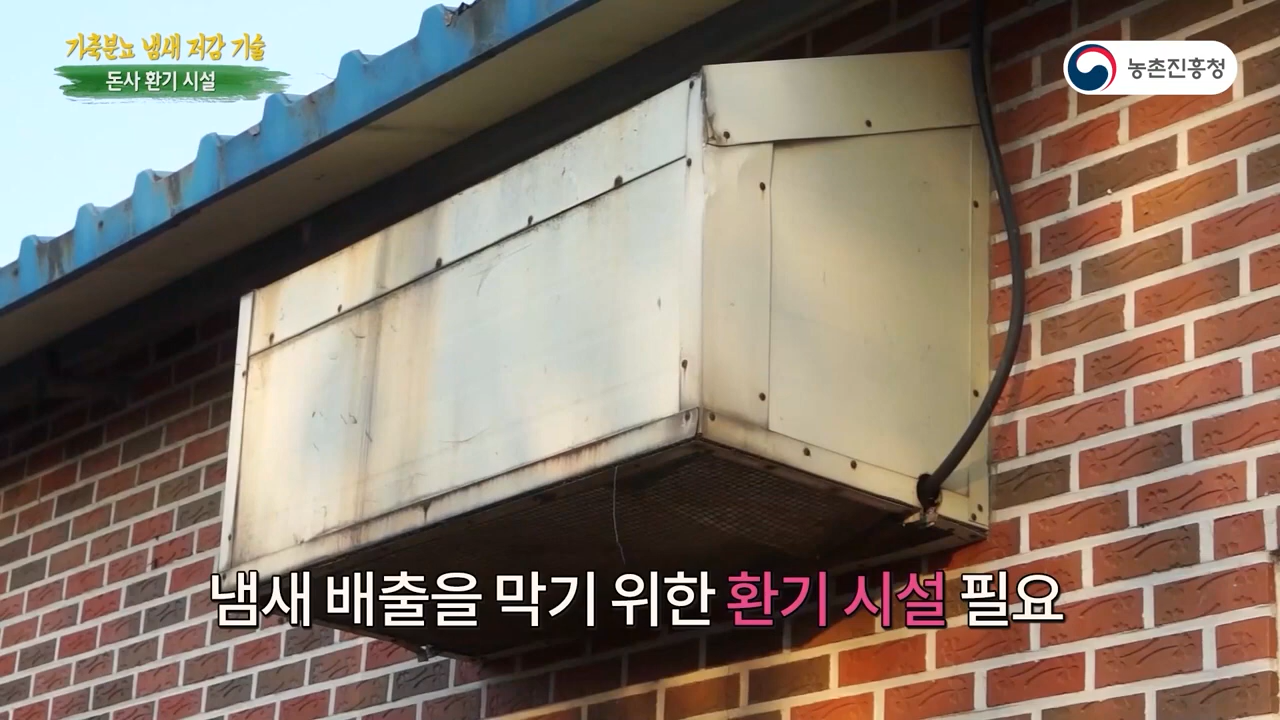 가축분뇨 냄새 저감 기술
돈사 환기 시설
농촌진흥청
냄새 배출을 막기 위한 환기 시설 필요